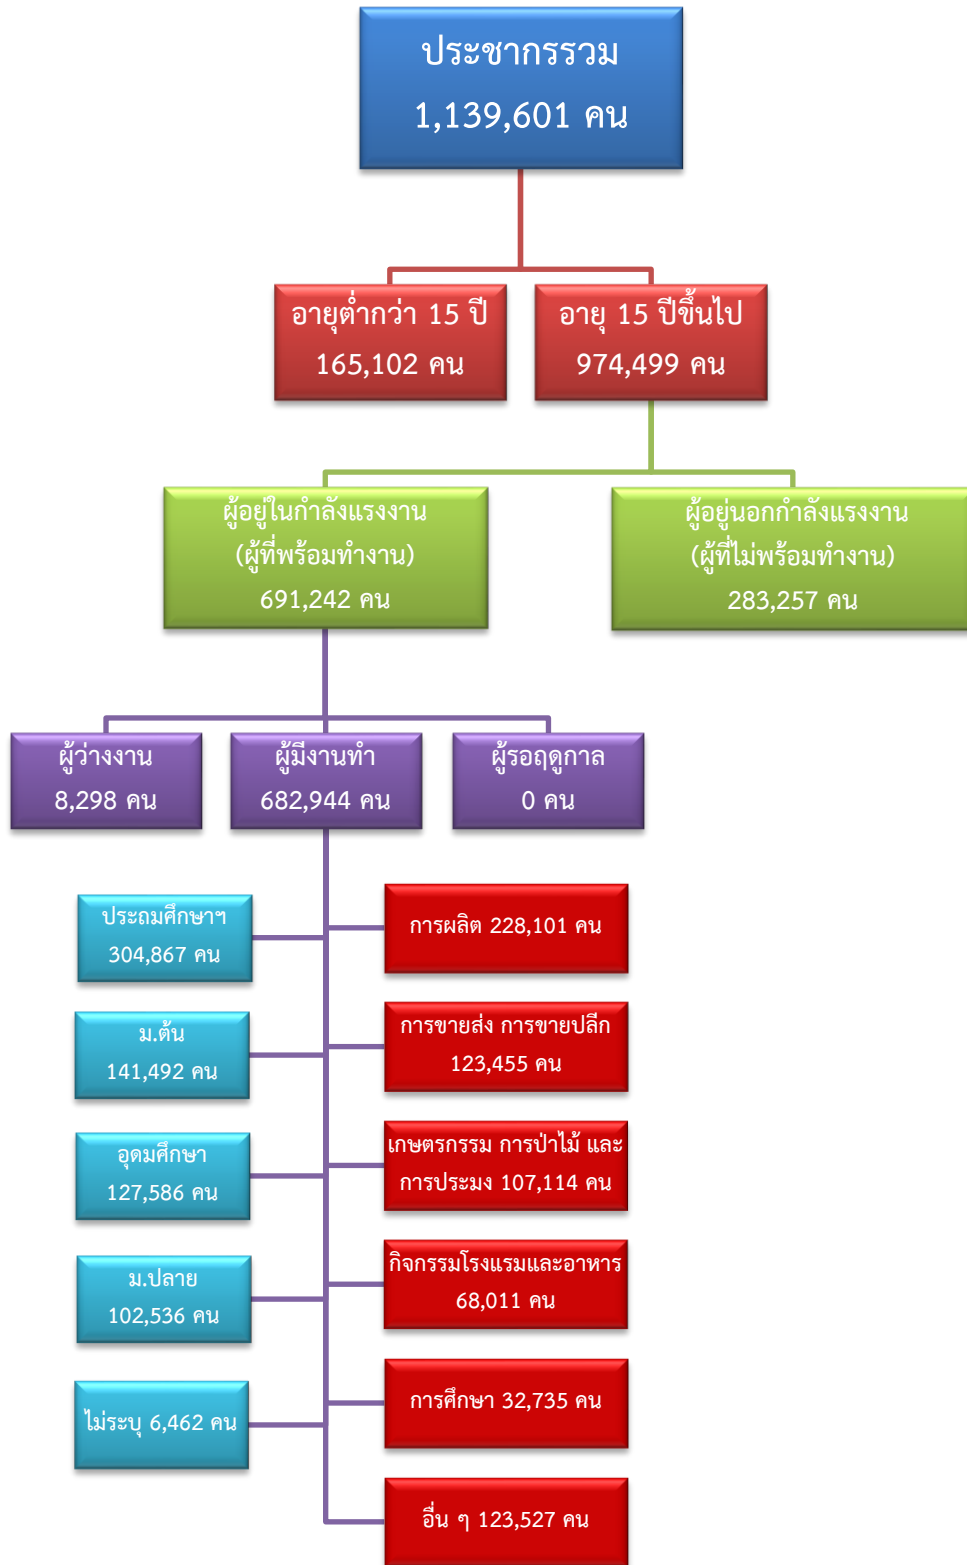 ประชากรรวม
1,139,601 คน
อายุต่ำกว่า 15 ปี
165,102 คน
อายุ 15 ปีขึ้นไป
974,499 คน
ผู้อยู่ในกำลังแรงงาน
(ผู้ที่พร้อมทำงาน)
691,242 คน
ผู้อยู่นอกกำลังแรงงาน
(ผู้ที่ไม่พร้อมทำงาน)
283,257 คน
ผู้ว่างงาน
8,298 คน
ผู้มีงานทำ
682,944 คน
ผู้รอฤดูกาล
0 คน
ประถมศึกษาฯ
304,867 คน
ม.ต้น
141,492 คน
อุดมศึกษา
127,586 คน
ม.ปลาย
102,536 คน
ไม่ระบุ 6,462 คน
การผลิต 228,101 คน
การขายส่ง การขายปลีก
123,455 คน
เกษตรกรรม การป่าไม้ และ
การประมง 107,114 คน
กิจกรรมโรงแรมและอาหาร
68,011 คน
การศึกษา 32,735 คน
อื่น ๆ 123,527 คน